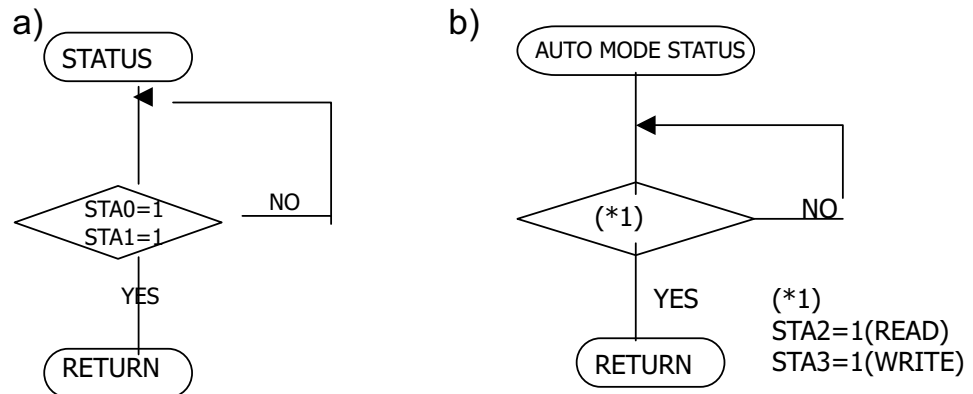 a)
STATUS
STA0=1
STA1=1
NO
YES
RETURN
b)
AUTO MODE STATUS
(*1)
NO
YES
RETURN
(*1)
STA2=1(READ)
STA3=1(WRITE)